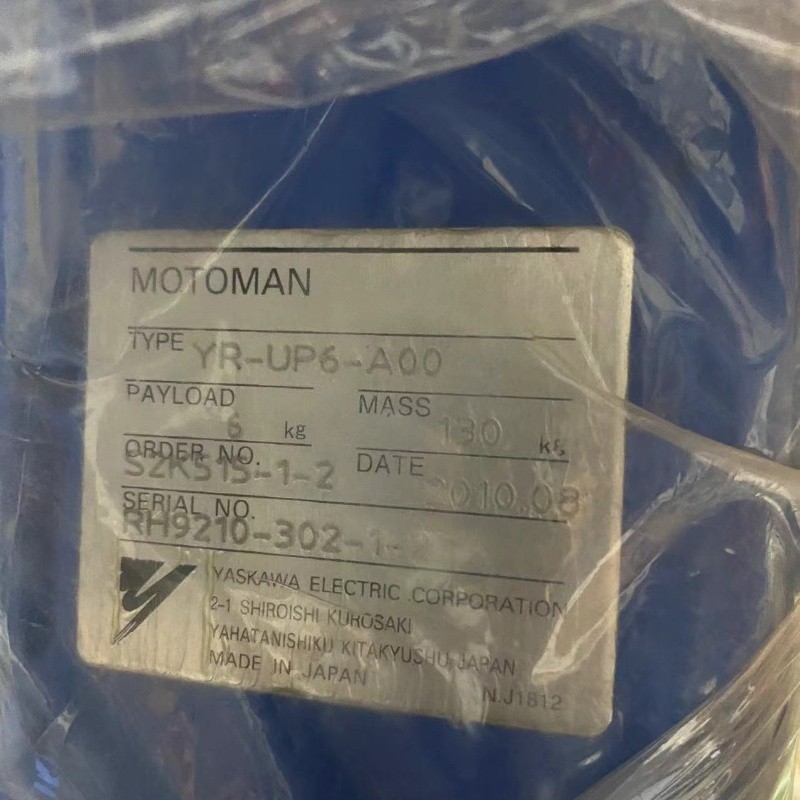 MOTOMAN
TYPE YR-UP6-A00
PAYLOAD 6 kg
MASS 130 kg
ORDER NO. S2K515-1-2
DATE 2010.08
SERIAL NO. RH9210-302-1-2
YASKAWA ELECTRIC CORPORATION
2-1 SHIROISHI KUROSAKI
YAHATANISHIKU KITAKYUSHU JAPAN
MADE IN JAPAN
NJ1812